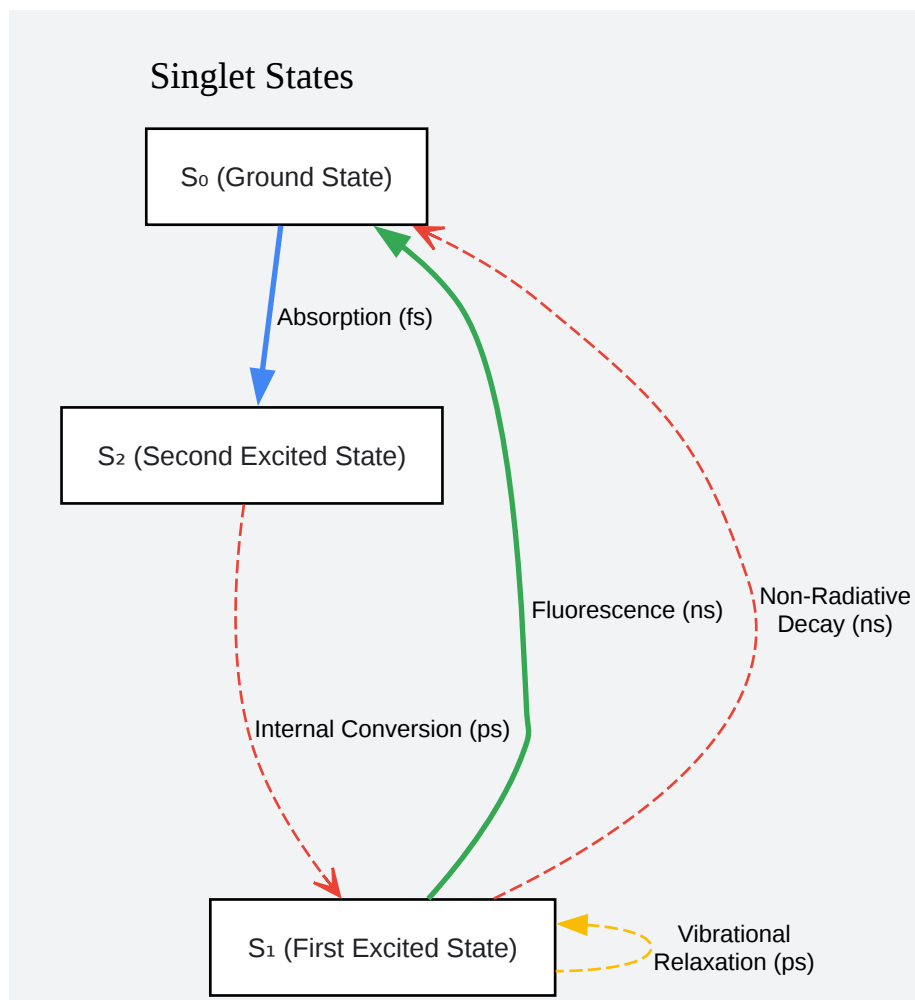 Singlet States
S₀ (Ground State)
Absorption (fs)
S₂ (Second Excited State)
Fluorescence (ns)
Non-Radiative
Decay (ns)
Internal Conversion (ps)
S₁ (First Excited State)
Vibrational
Relaxation (ps)